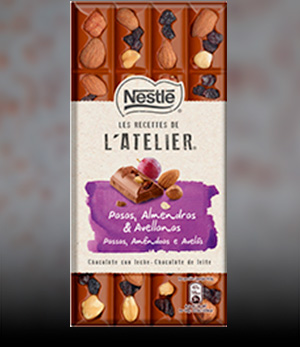 Nestlé
LES RECETTES DE
L'ATELIER®
Pasas, Almendras
& Avellanas
Passas, Amêndoas e Avelãs
Chocolate con leche · Chocolate de leite